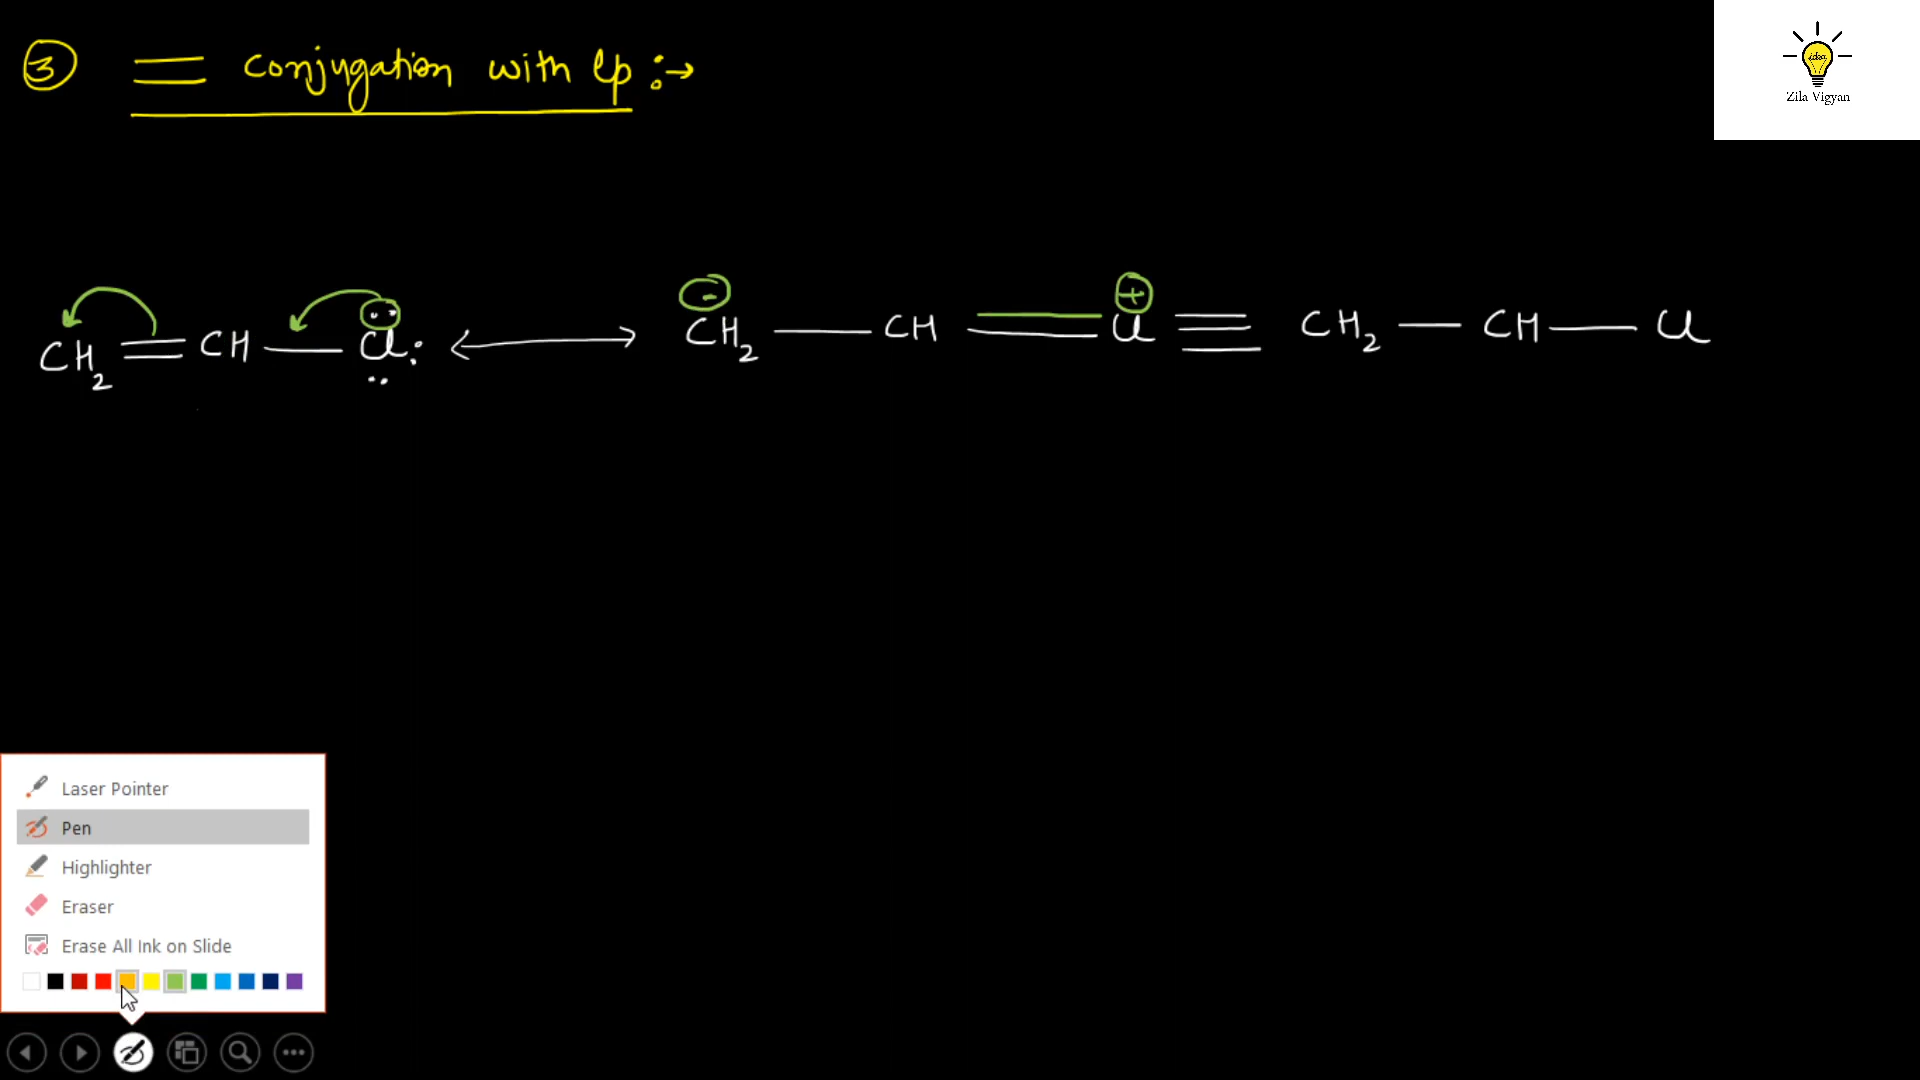 ③ = conjugation with lp :→
idea
Zila Vigyan
CH₂ = CH — Cl ⟷ CH₂ — CH = Cl ≡ CH₂ — CH — Cl
⊖ ⊕
Laser Pointer
Pen
Highlighter
Eraser
Erase All Ink on Slide